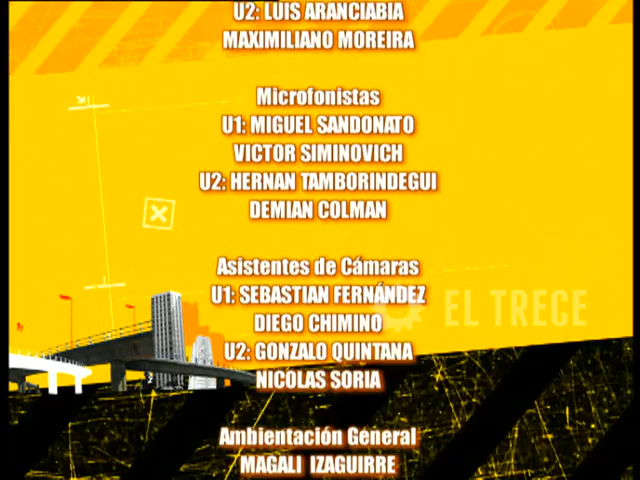 U2: LUIS ARANCIABIA
MAXIMILIANO MOREIRA
Microfonistas
U1: MIGUEL SANDONATO
VICTOR SIMINOVICH
U2: HERNAN TAMBORINDEGUI
DEMIAN COLMAN
Asistentes de Cámaras
U1: SEBASTIAN FERNÁNDEZ
DIEGO CHIMINO
EL TRECE
U2: GONZALO QUINTANA
NICOLAS SORIA
Ambientación General
MAGALI IZAGUIRRE